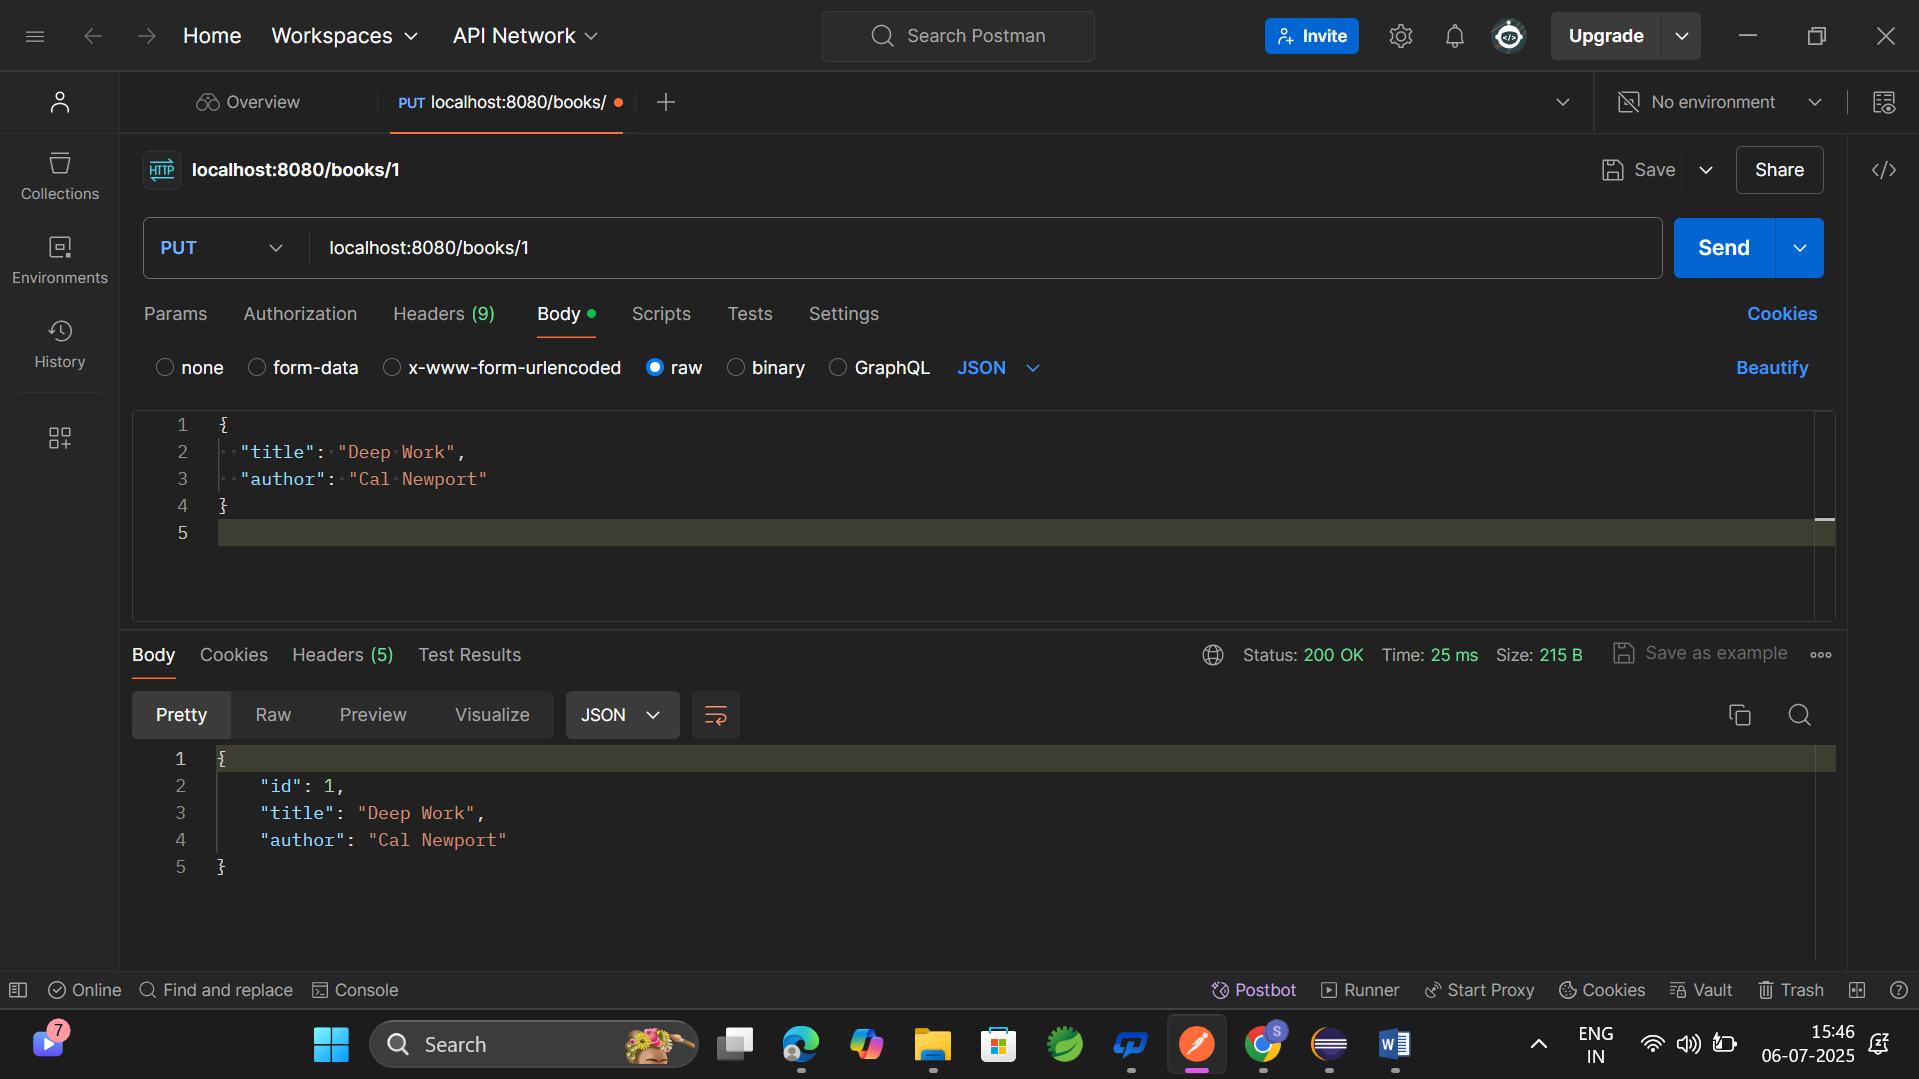 Home Workspaces API Network Search Postman Invite Upgrade
Overview PUT localhost:8080/books/ No environment
HTTP localhost:8080/books/1 Save Share
PUT localhost:8080/books/1 Send
Params Authorization Headers (9) Body Scripts Tests Settings Cookies
none form-data x-www-form-urlencoded raw binary GraphQL JSON Beautify
1 {
2 "title": "Deep Work",
3 "author": "Cal Newport"
4 }
5
Collections
Environments
History
Body Cookies Headers (5) Test Results Status: 200 OK Time: 25 ms Size: 215 B Save as example
Pretty Raw Preview Visualize JSON
1 {
2 "id": 1,
3 "title": "Deep Work",
4 "author": "Cal Newport"
5 }
Online Find and replace Console Postbot Runner Start Proxy Cookies Vault Trash
7 Search S W ENG 15:46
IN 06-07-2025